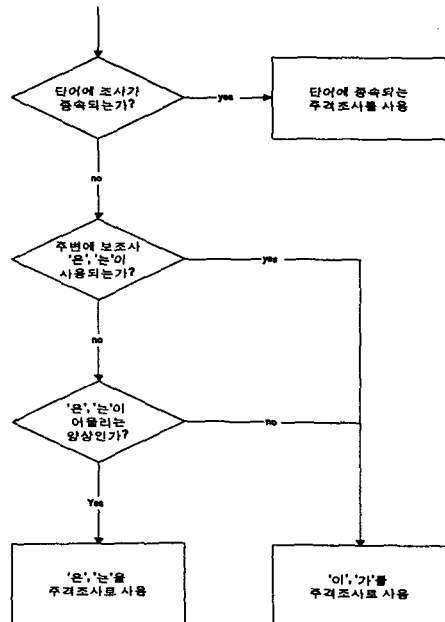 단어에 조사가
종속되는가?
yes
단어에 종속되는
주격조사를 사용
no
주변에 보조사
'은', '는'이
사용되는가?
yes
no
'은', '는'이
어울리는
양상인가?
no
Yes
'은', '는'을
주격조사로 사용
'이', '가'를
주격조사로 사용